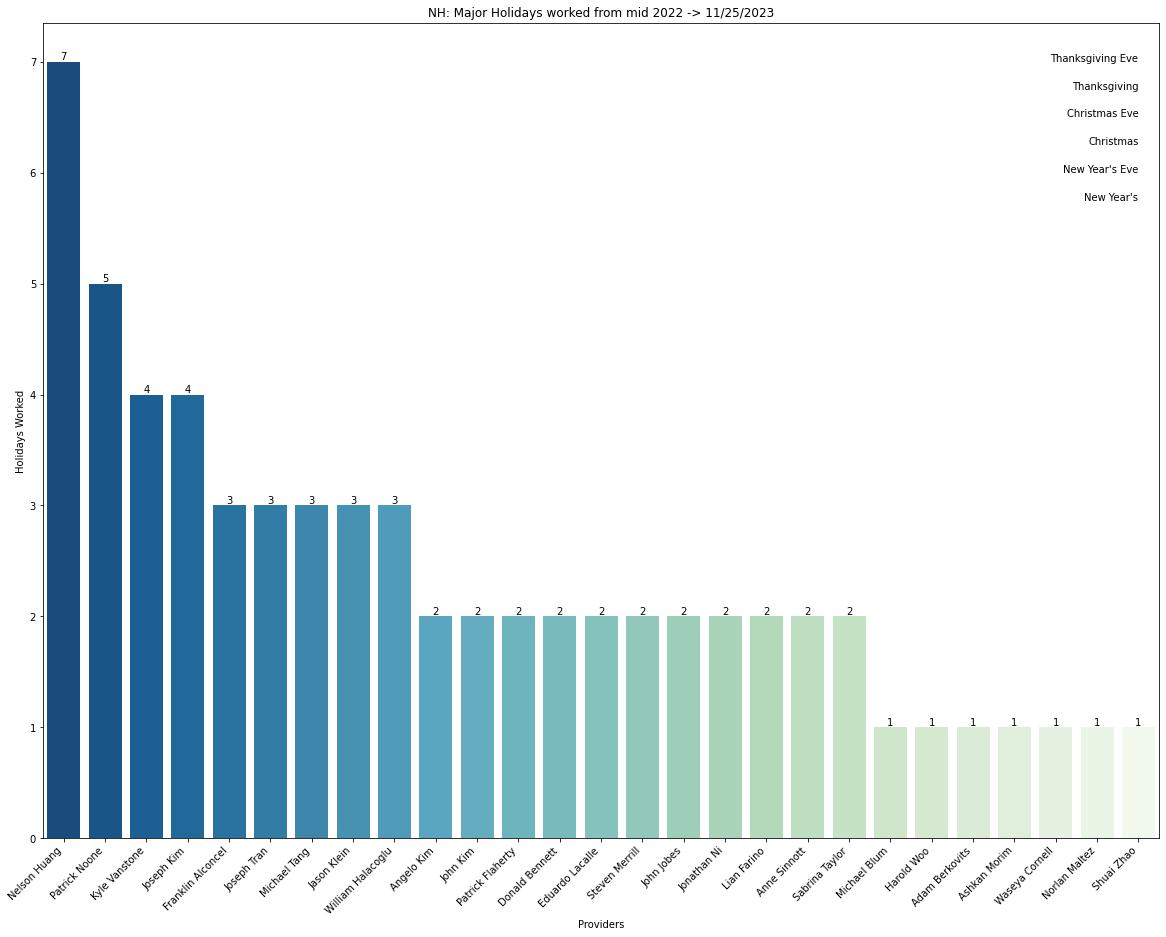 NH: Major Holidays worked from mid 2022 -> 11/25/2023
Thanksgiving Eve
Thanksgiving
Christmas Eve
Christmas
New Year's Eve
New Year's
Holidays Worked
7
6
5
4
3
2
1
0
7
5
4
4
3
3
3
3
3
2
2
2
2
2
2
2
2
2
2
2
1
1
1
1
1
1
1
Nelson Huang
Patrick Noone
Kyle Vanstone
Joseph Kim
Franklin Alconcel
Joseph Tran
Michael Tang
Jason Klein
William Halacoglu
Angelo Kim
John Kim
Patrick Flaherty
Donald Bennett
Eduardo Lacalle
Steven Merrill
John Jobes
Jonathan Ni
Lian Farino
Anne Sinnott
Sabrina Taylor
Michael Blum
Harold Woo
Adam Berkovits
Ashkan Morim
Waseya Cornell
Norlan Maltez
Shuai Zhao
Providers